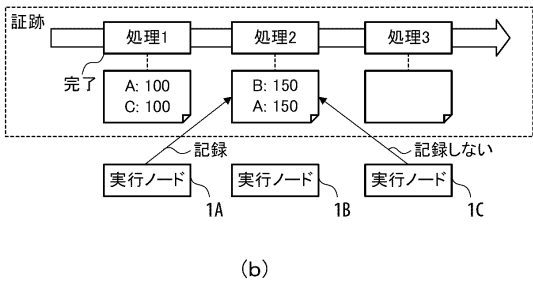 証跡
処理1
処理2
処理3
完了
A: 100
C: 100
B: 150
A: 150
記録
記録しない
実行ノード
実行ノード
実行ノード
1A
1B
1C
(b)